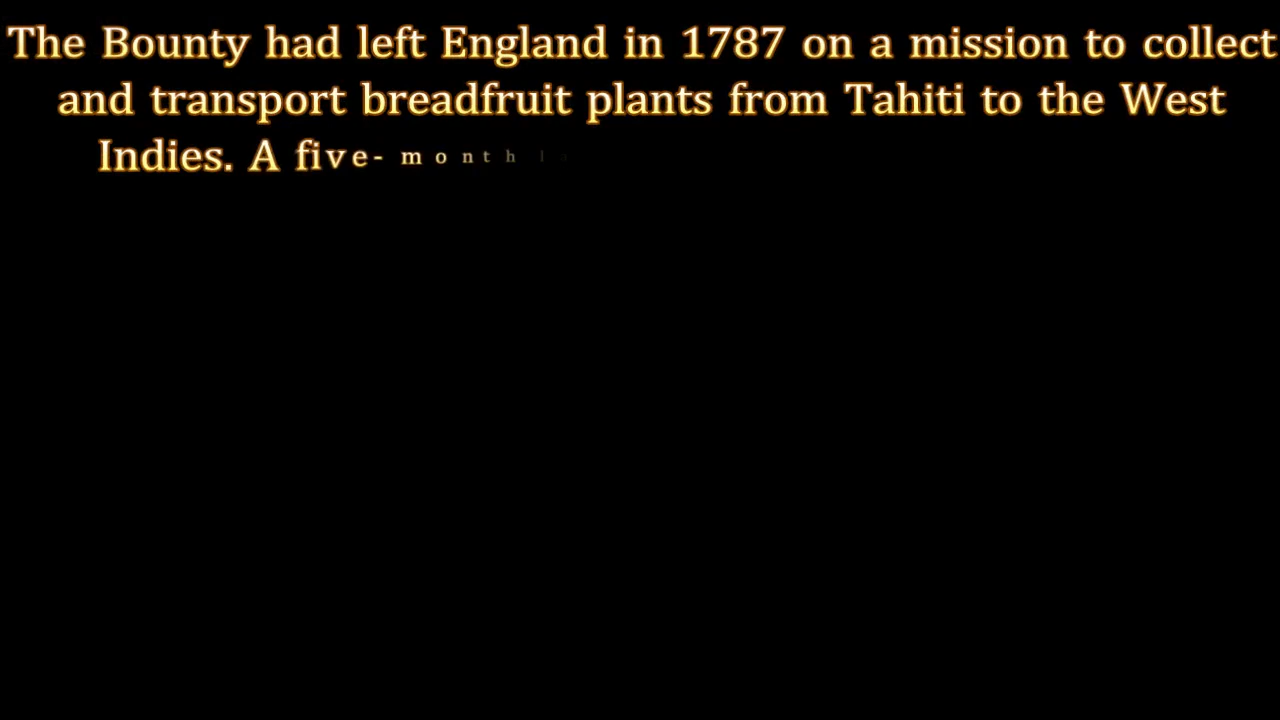 The Bounty had left England in 1787 on a mission to collect
and transport breadfruit plants from Tahiti to the West
Indies. A five-month